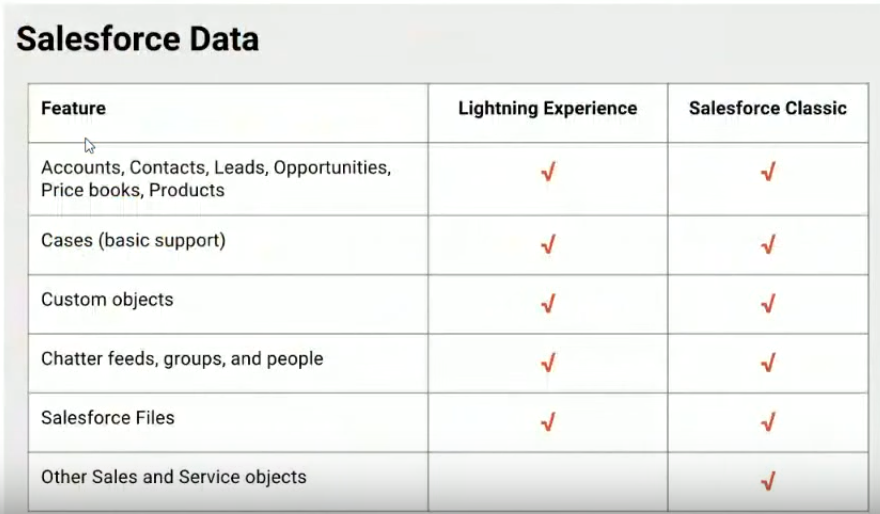 Salesforce Data
Feature Lightning Experience Salesforce Classic
Accounts, Contacts, Leads, Opportunities, √ √
Price books, Products
Cases (basic support) √ √
Custom objects √ √
Chatter feeds, groups, and people √ √
Salesforce Files √ √
Other Sales and Service objects √